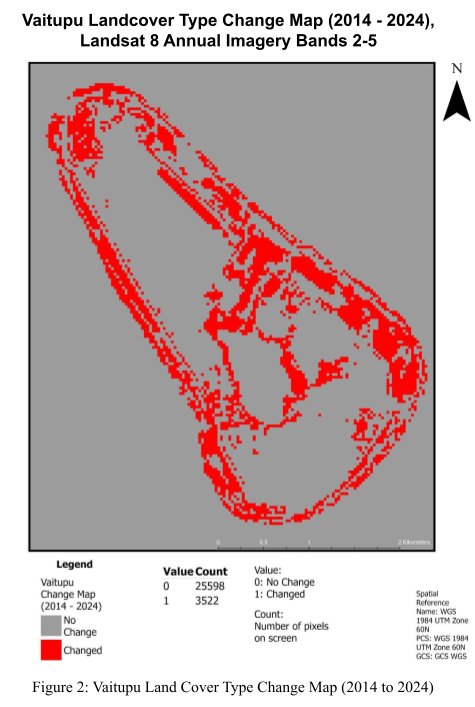 Vaitupu Landcover Type Change Map (2014 - 2024),
Landsat 8 Annual Imagery Bands 2-5
N
0 0.5 1 2 Kilometers
Legend
Vaitupu
Change Map
(2014 - 2024)
No
Change
Changed
Value Count
0 25598
1 3522
Value:
0: No Change
1: Changed
Count:
Number of pixels
on screen
Spatial
Reference
Name: WGS
1984 UTM Zone
60N
PCS: WGS 1984
UTM Zone 60N
GCS: GCS WGS
Figure 2: Vaitupu Land Cover Type Change Map (2014 to 2024)